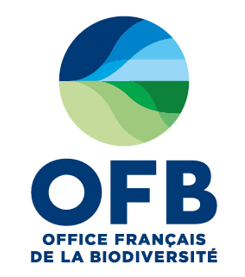 OFB
OFFICE FRANÇAIS
DE LA BIODIVERSITÉ